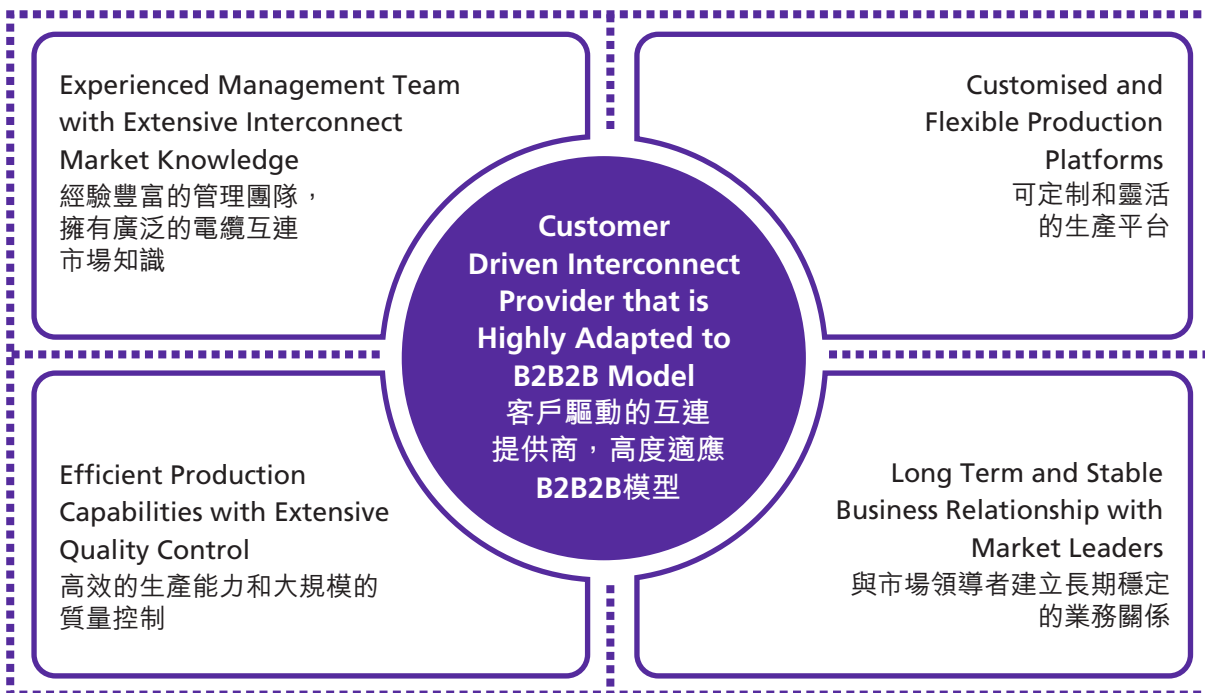 Experienced Management Team
with Extensive Interconnect
Market Knowledge
經驗豐富的管理團隊，
擁有廣泛的電纜互連
市場知識
Customised and
Flexible Production
Platforms
可定制和靈活
的生產平台
Customer
Driven Interconnect
Provider that is
Highly Adapted to
B2B2B Model
客戶驅動的互連
提供商，高度適應
B2B2B模型
Efficient Production
Capabilities with Extensive
Quality Control
高效的生產能力和大規模的
質量控制
Long Term and Stable
Business Relationship with
Market Leaders
與市場領導者建立長期穩定
的業務關係